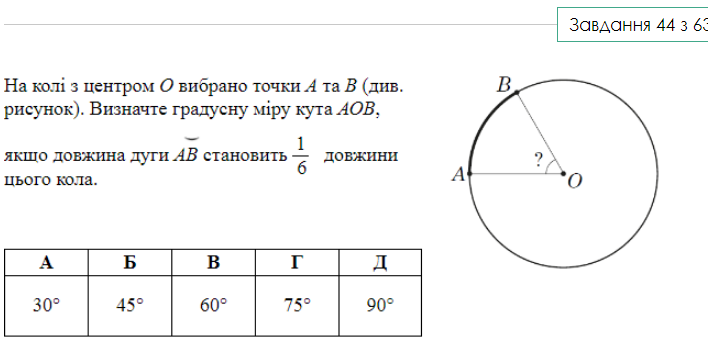 Завдання 44 з 63
На колі з центром O вибрано точки A та B (див.
рисунок). Визначте градусну міру кута AOB,
якщо довжина дуги AB становить 1/6 довжини
цього кола.
B
?
A
O
А Б В Г Д
30° 45° 60° 75° 90°